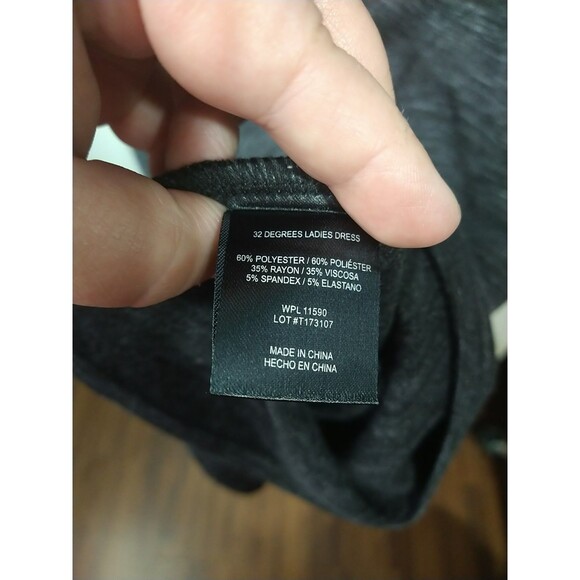 32 DEGREES LADIES DRESS
60% POLYESTER / 60% POLIÉSTER
35% RAYON / 35% VISCOSA
5% SPANDEX / 5% ELASTANO
WPL 11590
LOT #T173107
MADE IN CHINA
HECHO EN CHINA